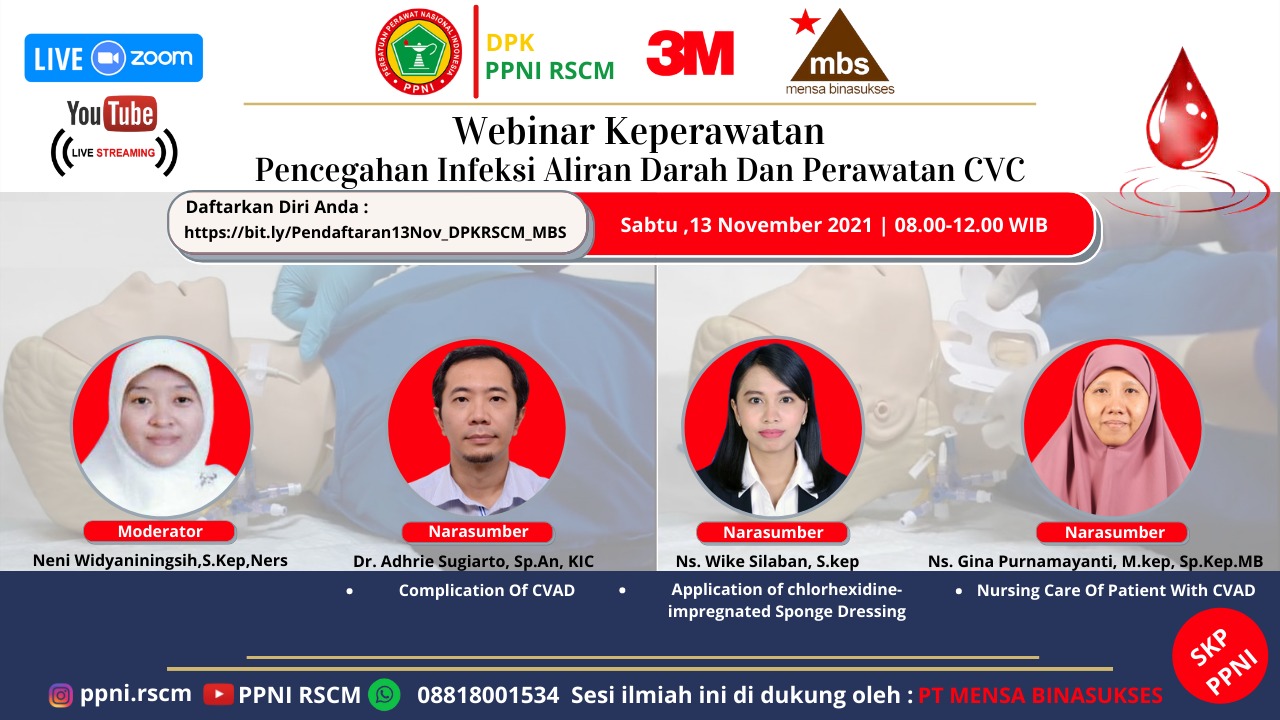 LIVE zoom
YouTube
LIVE STREAMING
PERSATUAN PERAWAT NASIONAL INDONESIA
PPNI
DPK
PPNI RSCM
3M
mbs
mensa binasukses
Webinar Keperawatan
Pencegahan Infeksi Aliran Darah Dan Perawatan CVC
Daftarkan Diri Anda :
https://bit.ly/Pendaftaran13Nov_DPKRSCM_MBS
Sabtu ,13 November 2021 | 08.00-12.00 WIB
Moderator
Neni Widyaniningsih,S.Kep,Ners
Narasumber
Dr. Adhrie Sugiarto, Sp.An, KIC
• Complication Of CVAD
Narasumber
Ns. Wike Silaban, S.kep
• Application of chlorhexidine-
impregnated Sponge Dressing
Narasumber
Ns. Gina Purnamayanti, M.kep, Sp.Kep.MB
• Nursing Care Of Patient With CVAD
SKP
PPNI
ppni.rscm PPNI RSCM 08818001534 Sesi ilmiah ini di dukung oleh : PT MENSA BINASUKSES